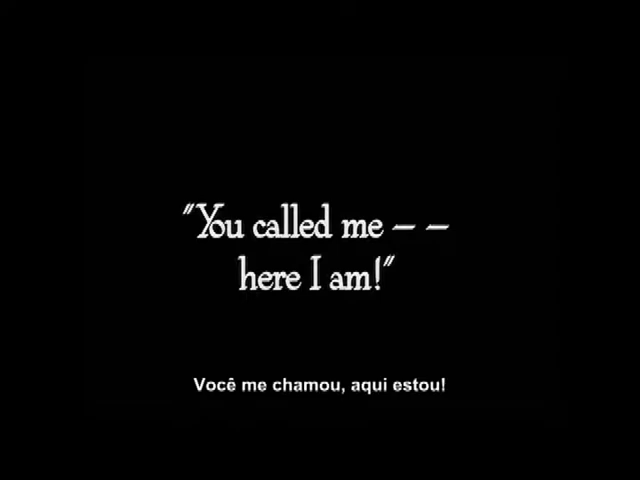 "You called me – –
here I am!"
Você me chamou, aqui estou!